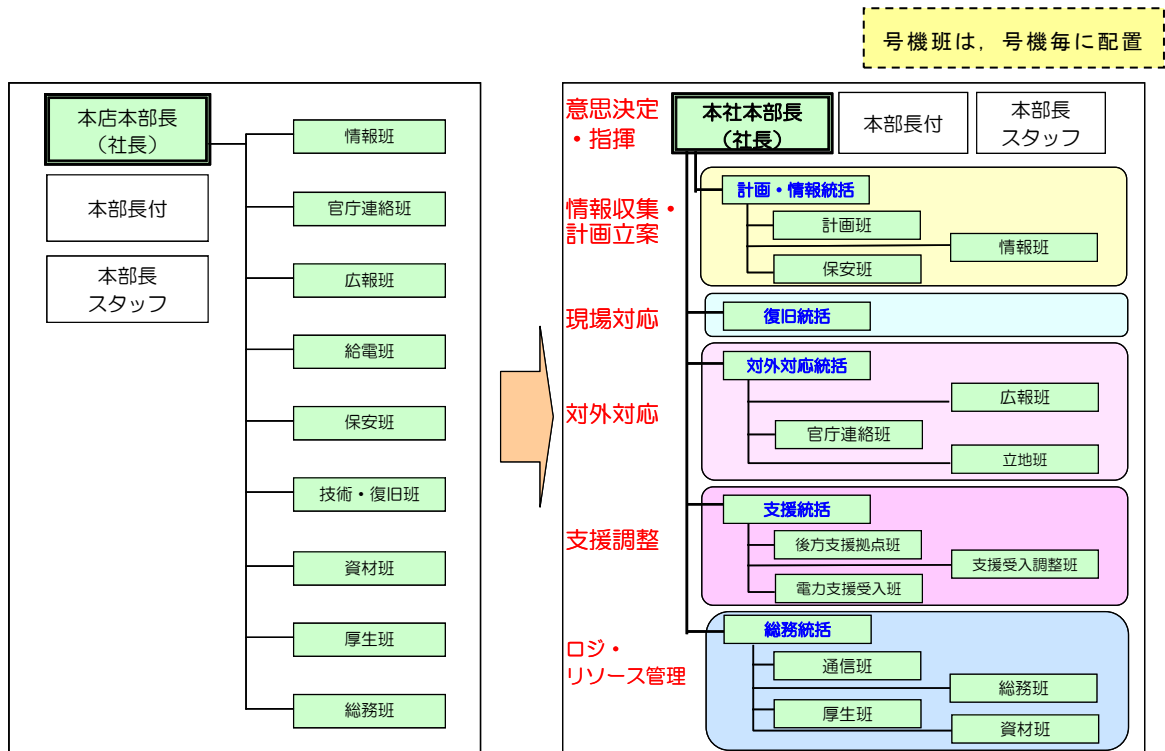 号機班は，号機毎に配置
本店本部長
（社長）
本部長付
本部長
スタッフ
情報班
官庁連絡班
広報班
給電班
保安班
技術・復旧班
資材班
厚生班
総務班
意思決定
・指揮
本社本部長
（社長）
本部長付
本部長
スタッフ
情報収集・
計画立案
計画・情報統括
計画班
情報班
保安班
現場対応
復旧統括
対外対応
対外対応統括
広報班
官庁連絡班
立地班
支援調整
支援統括
後方支援拠点班
支援受入調整班
電力支援受入班
ロジ・
リソース管理
総務統括
通信班
総務班
厚生班
資材班